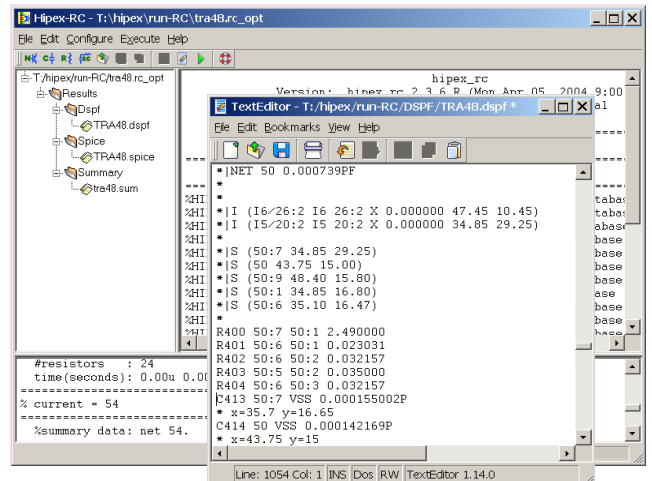 Hipex-RC - T:\hipex\run-RC\tra48.rc_opt
File Edit Configure Execute Help
T:/hipex/run-RC/tra48.rc_opt
Results
Dspf
TRA48.dspf
Spice
TRA48.spice
Summary
tra48.sum
hipex_rc
Version: hipex_rc 2.3.6.R (Mon Apr 05 2004 9:00
TextEditor - T:/hipex/run-RC/DSPF/TRA48.dspf *
File Edit Bookmarks View Help
*|NET 50 0.000739PF
*
*
*|I (I6/26:2 I6 26:2 X 0.000000 47.45 10.45)
*|I (I5/20:2 I5 20:2 X 0.000000 34.85 29.25)
*
*|S (50:7 34.85 29.25)
*|S (50 43.75 15.00)
*|S (50:9 48.40 15.80)
*|S (50:1 34.85 16.80)
*|S (50:6 35.10 16.47)
*
R400 50:7 50:1 2.490000
R401 50:6 50:1 0.023031
R402 50:6 50:2 0.032157
R403 50:5 50:2 0.035000
R404 50:6 50:3 0.032157
C413 50:7 VSS 0.000155002P
* x=35.7 y=16.65
C414 50 VSS 0.000142169P
* x=43.75 y=15
Line: 1054 Col: 1 INS Dos RW TextEditor 1.14.0
#resistors : 24
time(seconds): 0.00u 0.00
% current = 54
%summary data: net 54.